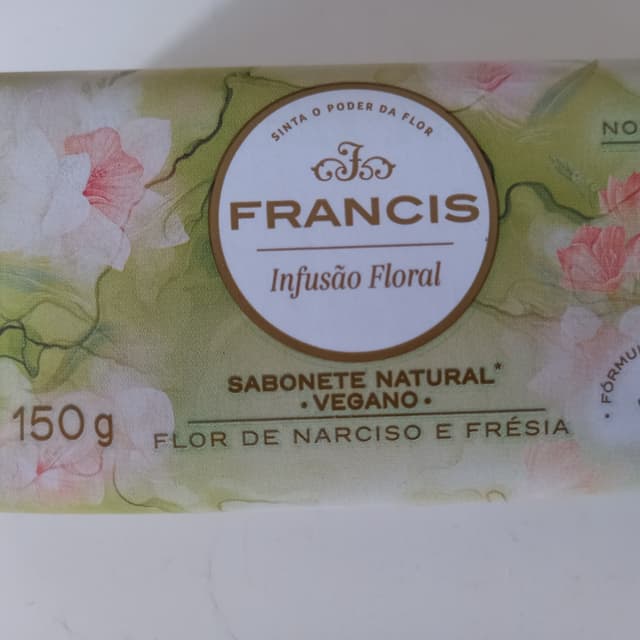 SINTA O PODER DA FLOR
FRANCIS
Infusão Floral
SABONETE NATURAL*
• VEGANO •
150g
FLOR DE NARCISO E FRÉSIA